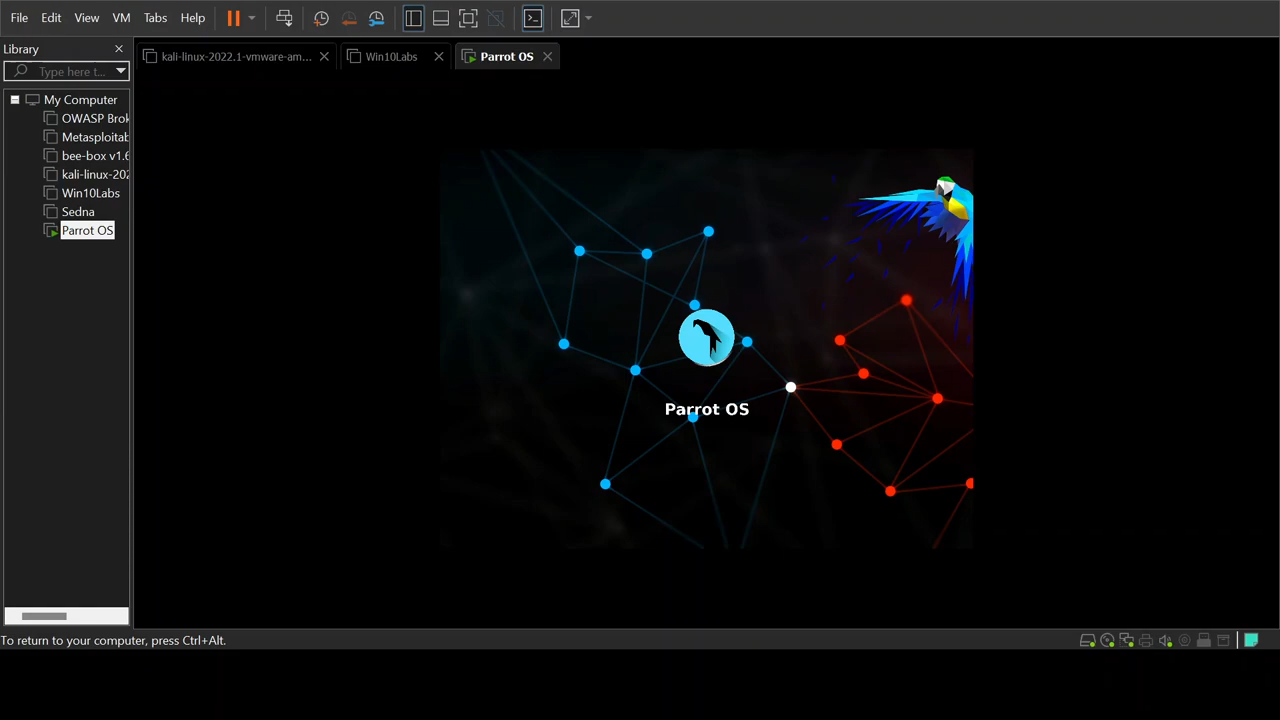 File Edit View VM Tabs Help
Library
Type here t...
kali-linux-2022.1-vmware-am...
Win10Labs
Parrot OS
My Computer
OWASP Brok
Metasploitab
bee-box v1.6
kali-linux-202
Win10Labs
Sedna
Parrot OS
Parrot OS
To return to your computer, press Ctrl+Alt.